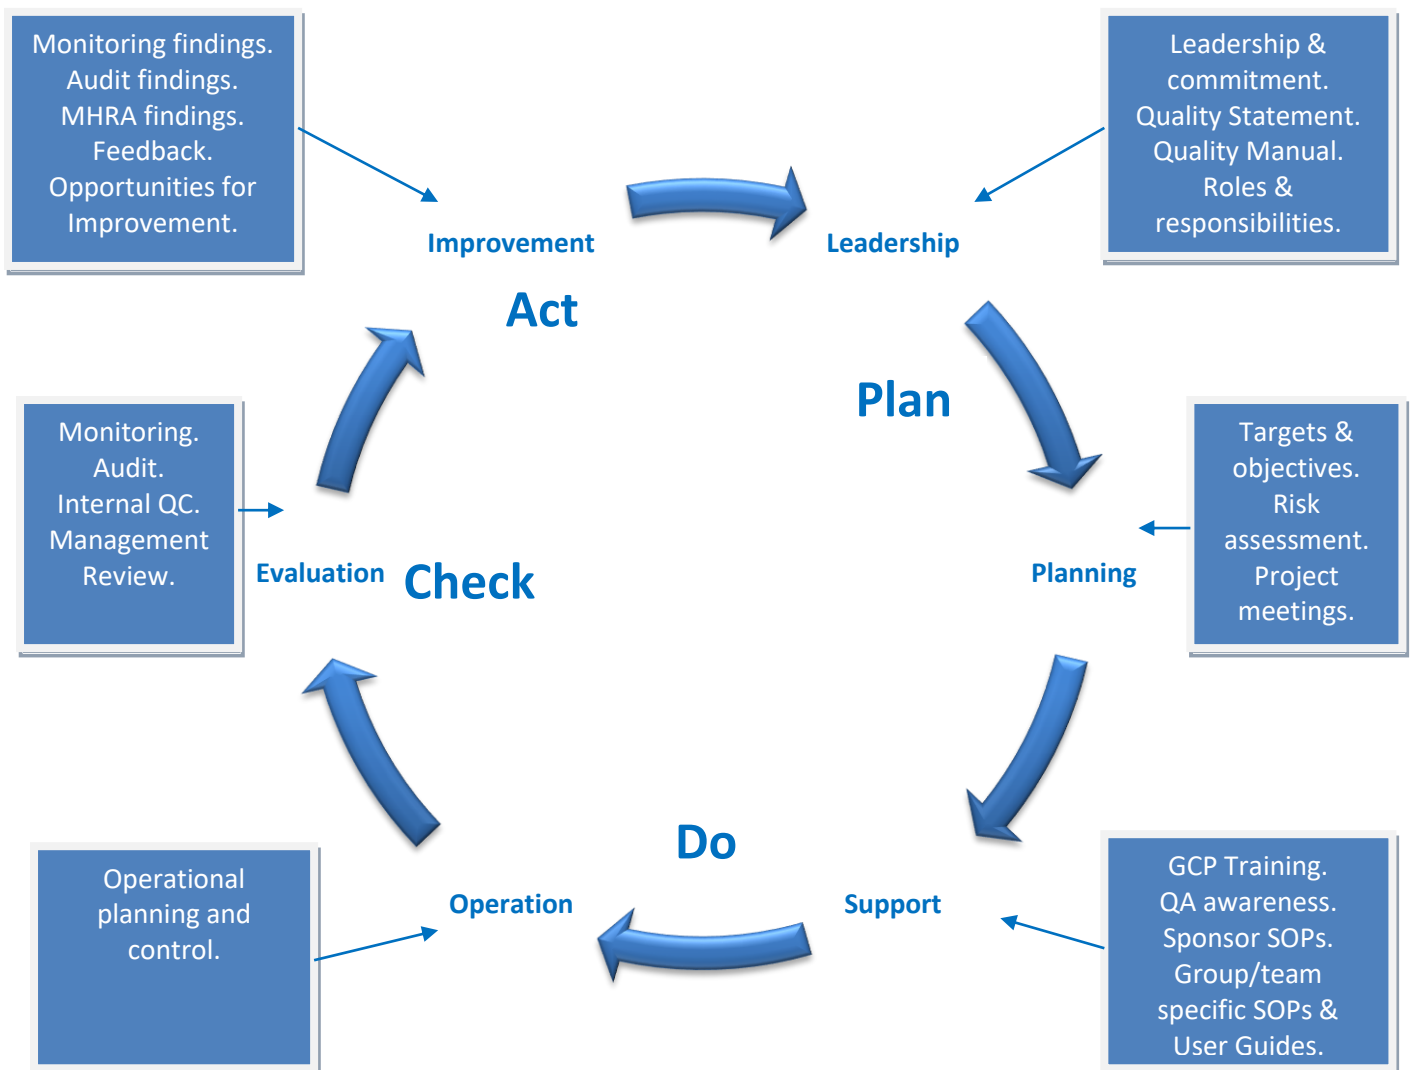 Monitoring findings.
Audit findings.
MHRA findings.
Feedback.
Opportunities for
Improvement.
Leadership &
commitment.
Quality Statement.
Quality Manual.
Roles &
responsibilities.
Improvement
Leadership
Act
Plan
Monitoring.
Audit.
Internal QC.
Management
Review.
Evaluation
Check
Planning
Targets &
objectives.
Risk
assessment.
Project
meetings.
Do
Operational
planning and
control.
Operation
Support
GCP Training.
QA awareness.
Sponsor SOPs.
Group/team
specific SOPs &
User Guides.